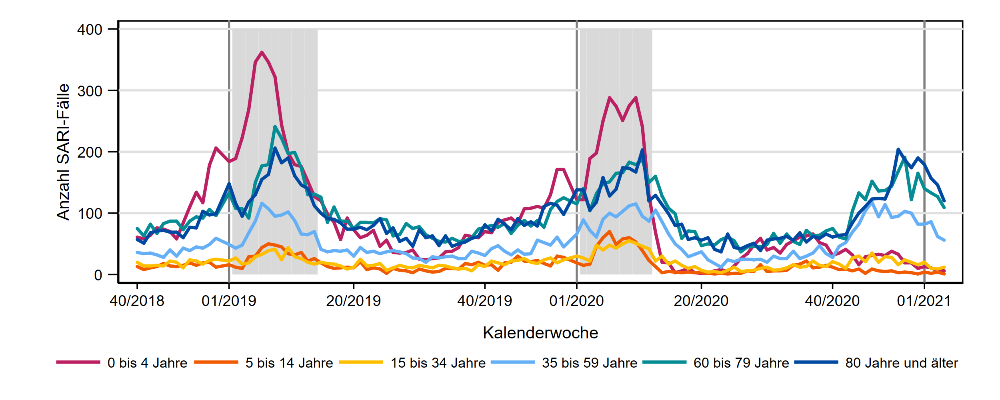 400
300
200
100
0
Anzahl SARI-Fälle
40/2018 01/2019 20/2019 40/2019 01/2020 20/2020 40/2020 01/2021
Kalenderwoche
0 bis 4 Jahre 5 bis 14 Jahre 15 bis 34 Jahre 35 bis 59 Jahre 60 bis 79 Jahre 80 Jahre und älter